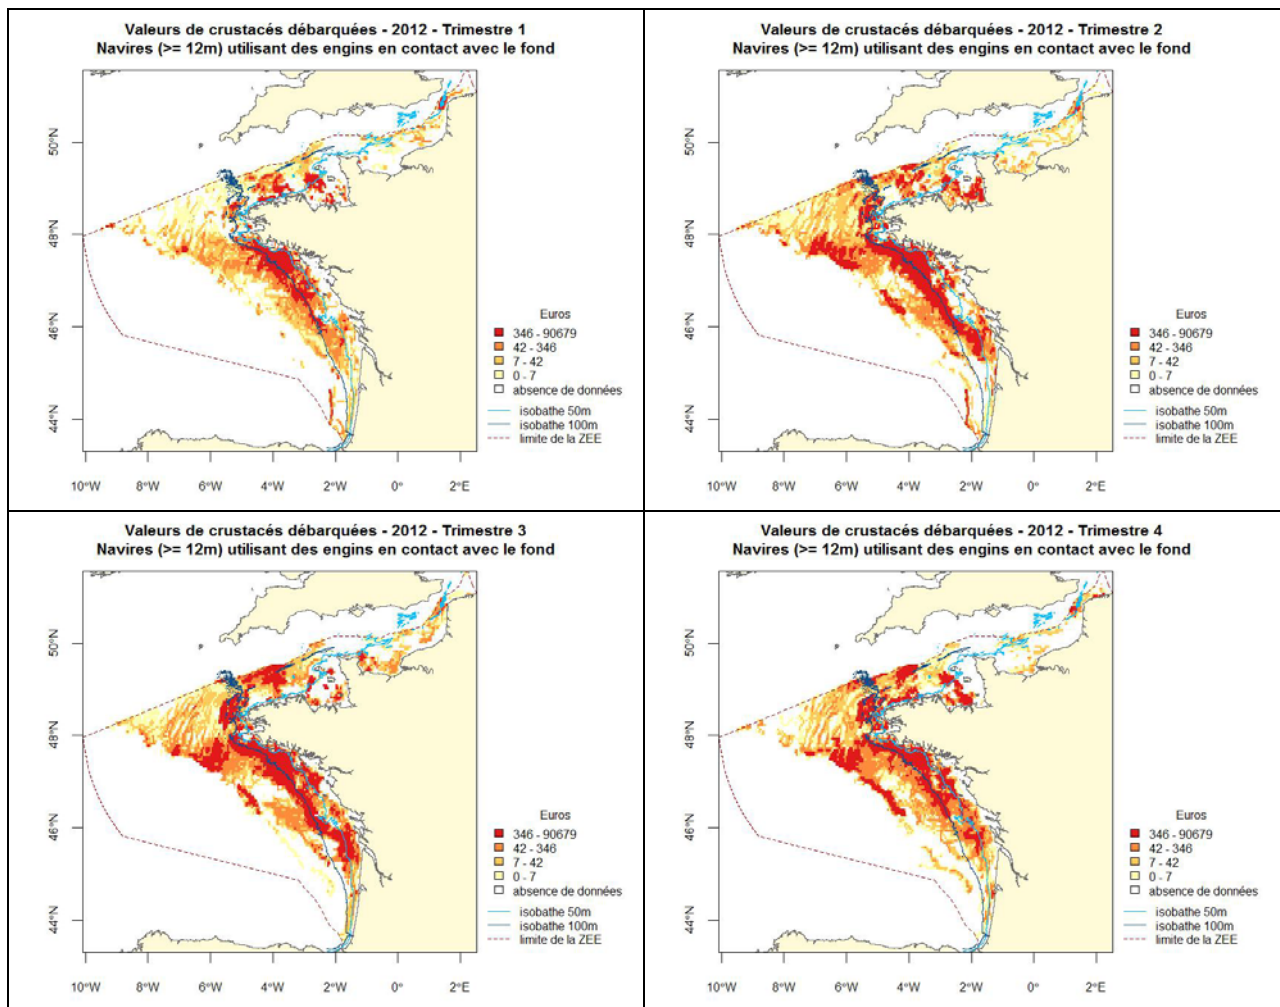 Valeurs de crustacés débarquées - 2012 - Trimestre 1
Navires (>= 12m) utilisant des engins en contact avec le fond
50°N
48°N
46°N
44°N
Euros
346 - 90679
42 - 346
7 - 42
0 - 7
absence de données
isobathe 50m
isobathe 100m
limite de la ZEE
10°W 8°W 6°W 4°W 2°W 0° 2°E
Valeurs de crustacés débarquées - 2012 - Trimestre 2
Navires (>= 12m) utilisant des engins en contact avec le fond
50°N
48°N
46°N
44°N
Euros
346 - 90679
42 - 346
7 - 42
0 - 7
absence de données
isobathe 50m
isobathe 100m
limite de la ZEE
10°W 8°W 6°W 4°W 2°W 0° 2°E
Valeurs de crustacés débarquées - 2012 - Trimestre 3
Navires (>= 12m) utilisant des engins en contact avec le fond
50°N
48°N
46°N
44°N
Euros
346 - 90679
42 - 346
7 - 42
0 - 7
absence de données
isobathe 50m
isobathe 100m
limite de la ZEE
10°W 8°W 6°W 4°W 2°W 0° 2°E
Valeurs de crustacés débarquées - 2012 - Trimestre 4
Navires (>= 12m) utilisant des engins en contact avec le fond
50°N
48°N
46°N
44°N
Euros
346 - 90679
42 - 346
7 - 42
0 - 7
absence de données
isobathe 50m
isobathe 100m
limite de la ZEE
10°W 8°W 6°W 4°W 2°W 0° 2°E